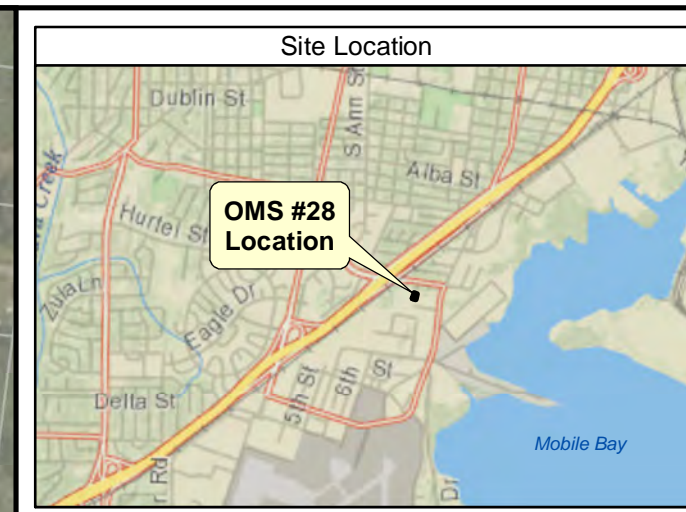 Site Location
Dublin St
S Ann St
Alba St
Creek
Hurtel St
OMS #28
Location
Zula Ln
Eagle Dr
Delta St
5th St
6th St
Mobile Bay
r Rd
Dr